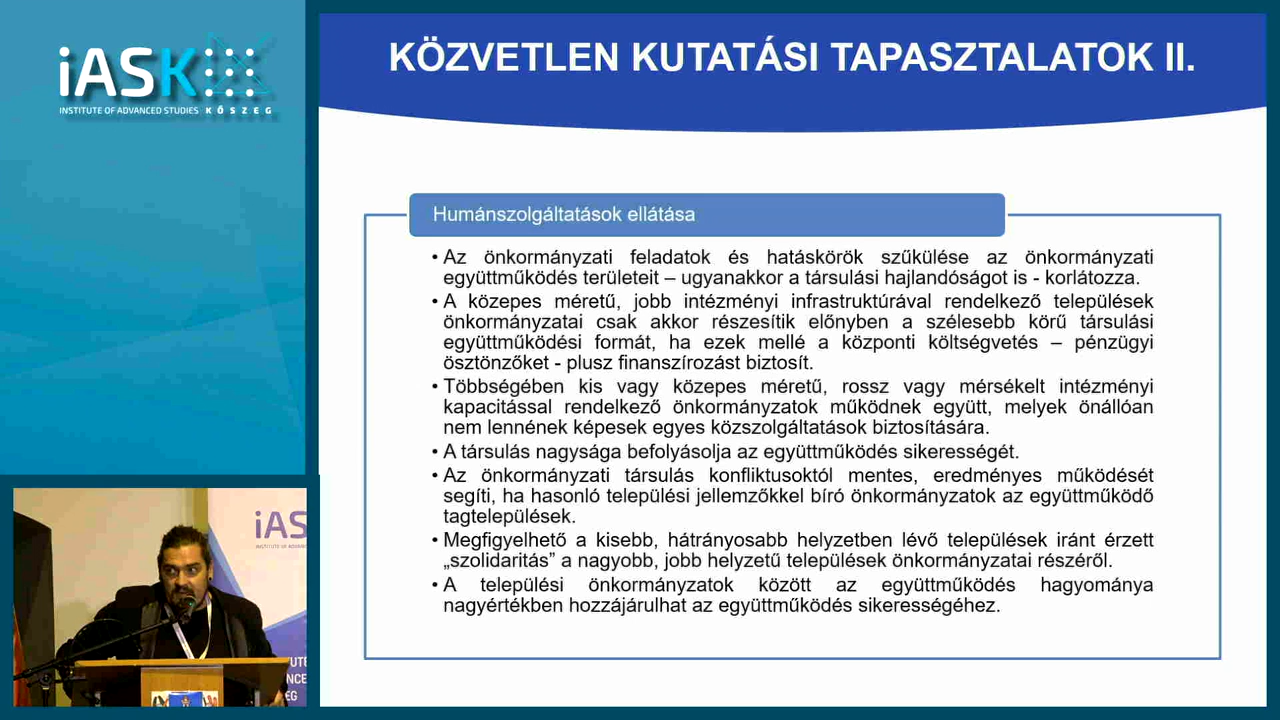 iASK
INSTITUTE OF ADVANCED STUDIES KŐSZEG
KÖZVETLEN KUTATÁSI TAPASZTALATOK II.
Humánszolgáltatások ellátása
• Az önkormányzati feladatok és hatáskörök szűkülése az önkormányzati
együttműködés területeit – ugyanakkor a társulási hajlandóságot is - korlátozza.
• A közepes méretű, jobb intézményi infrastruktúrával rendelkező települések
önkormányzatai csak akkor részesítik előnyben a szélesebb körű társulási
együttműködési formát, ha ezek mellé a központi költségvetés – pénzügyi
ösztönzőket - plusz finanszírozást biztosít.
• Többségében kis vagy közepes méretű, rossz vagy mérsékelt intézményi
kapacitással rendelkező önkormányzatok működnek együtt, melyek önállóan
nem lennének képesek egyes közszolgáltatások biztosítására.
• A társulás nagysága befolyásolja az együttműködés sikerességét.
• Az önkormányzati társulás konfliktusoktól mentes, eredményes működését
segíti, ha hasonló települési jellemzőkkel bíró önkormányzatok az együttműködő
tagtelepülések.
• Megfigyelhető a kisebb, hátrányosabb helyzetben lévő települések iránt érzett
„szolidaritás” a nagyobb, jobb helyzetű települések önkormányzatai részéről.
• A települési önkormányzatok között az együttműködés hagyománya
nagyértékben hozzájárulhat az együttműködés sikerességéhez.
iAS